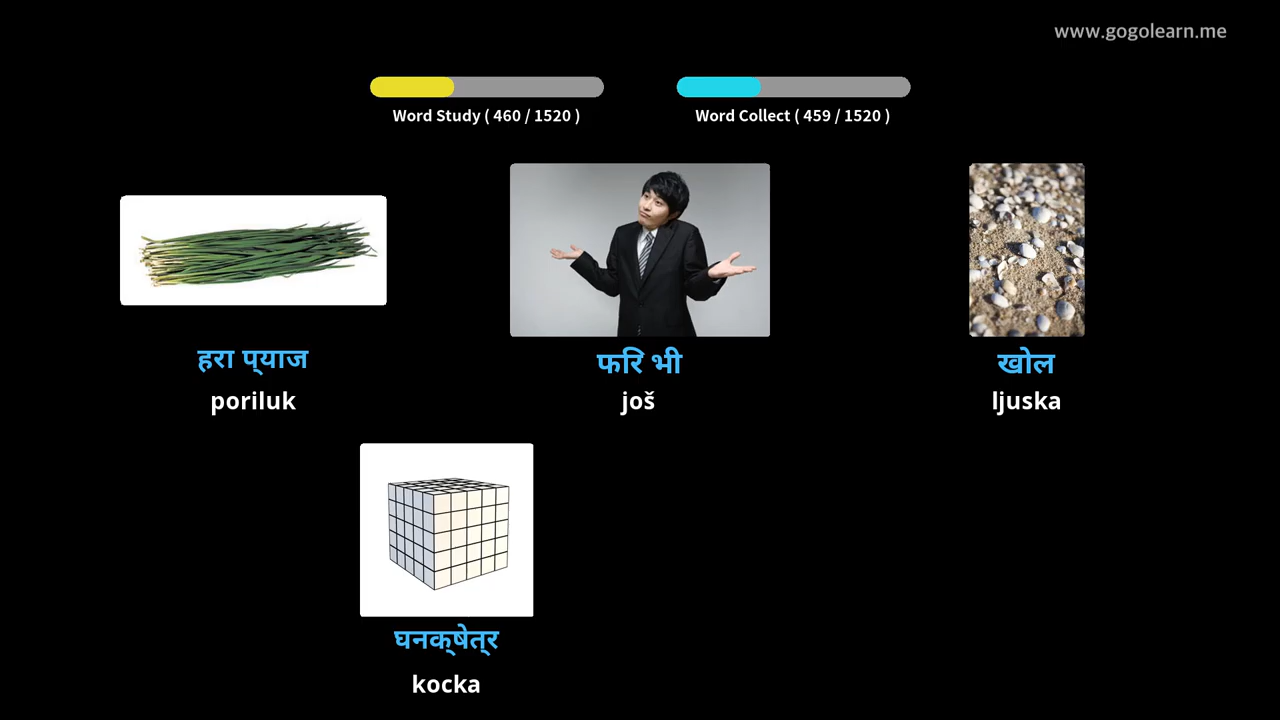 www.gogolearn.me
Word Study ( 460 / 1520 )
Word Collect ( 459 / 1520 )
हरा प्‌याज
poriluk
फरि भी
još
खोल
ljuska
घनक्‌षेत्‌र
kocka